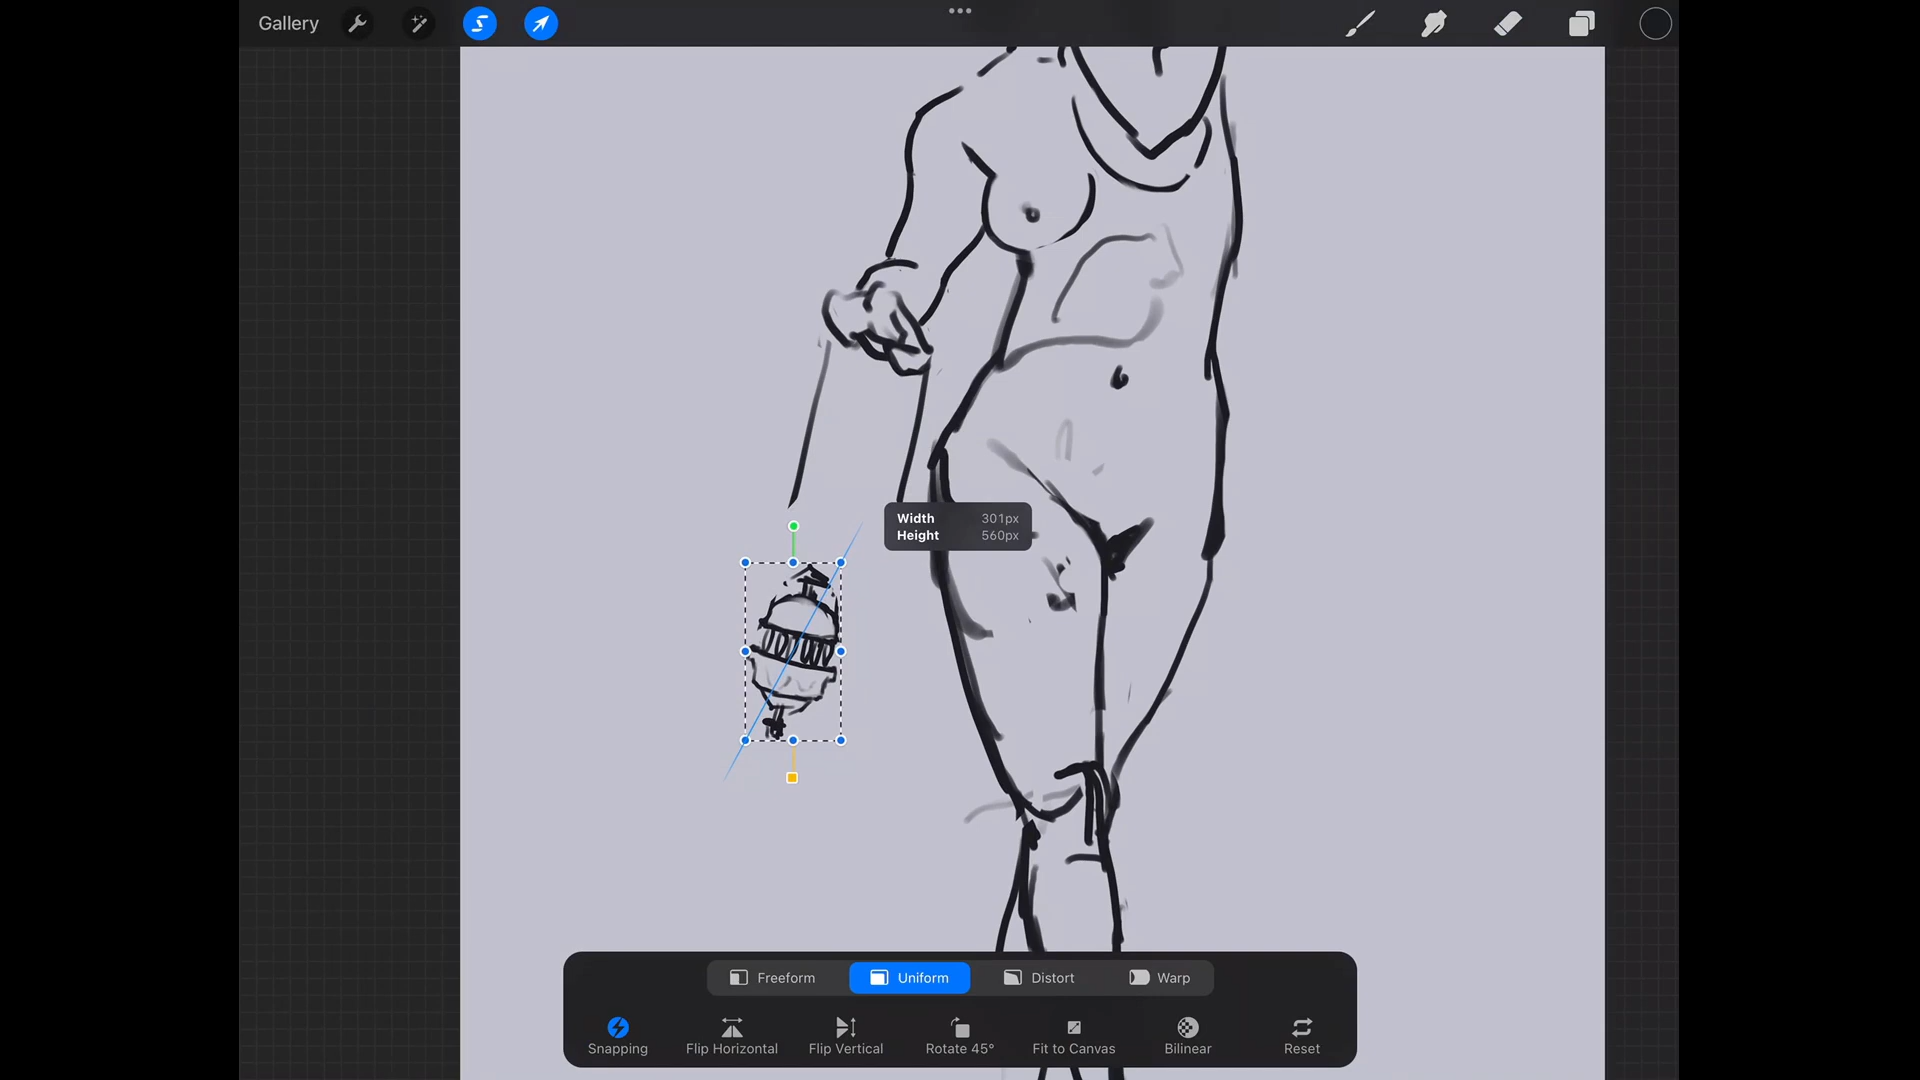 Gallery
Width 301px
Height 560px
Freeform Uniform Distort Warp
Snapping Flip Horizontal Flip Vertical Rotate 45° Fit to Canvas Bilinear Reset